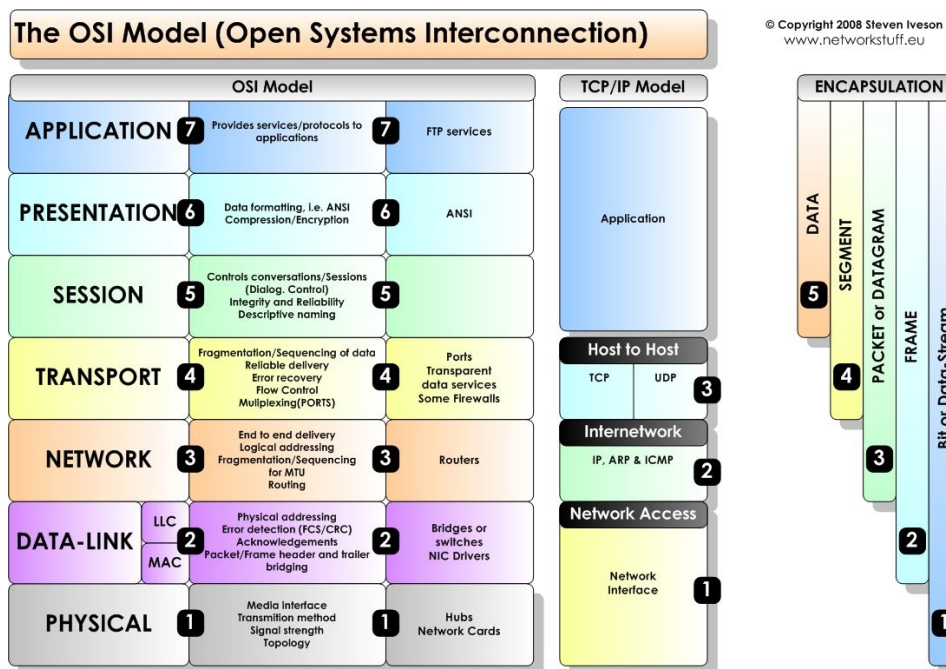 The OSI Model (Open Systems Interconnection)
© Copyright 2008 Steven Iveson
www.networkstuff.eu
OSI Model
APPLICATION 7
Provides services/protocols to
applications
7
FTP services
PRESENTATION 6
Data formatting, i.e. ANSI
Compression/Encryption
6
ANSI
SESSION 5
Controls conversations/Sessions
(Dialog. Control)
Integrity and Reliability
Descriptive naming
5
TRANSPORT 4
Fragmentation/Sequencing of data
Reliable delivery
Error recovery
Flow Control
Muliplexing(PORTS)
4
Ports
Transparent
data services
Some Firewalls
NETWORK 3
End to end delivery
Logical addressing
Fragmentation/Sequencing
for MTU
Routing
3
Routers
DATA-LINK
LLC
MAC
2
Physical addressing
Error detection (FCS/CRC)
Acknowledgements
Packet/Frame header and trailer
bridging
2
Bridges or
switches
NIC Drivers
PHYSICAL 1
Media interface
Transmition method
Signal strength
Topology
1
Hubs
Network Cards
TCP/IP Model
Application
Host to Host
TCP UDP 3
Internetwork
IP, ARP & ICMP 2
Network Access
Network
Interface
1
ENCAPSULATION
DATA
5
SEGMENT
4
PACKET or DATAGRAM
3
FRAME
2
Bit or Data-Stream
1